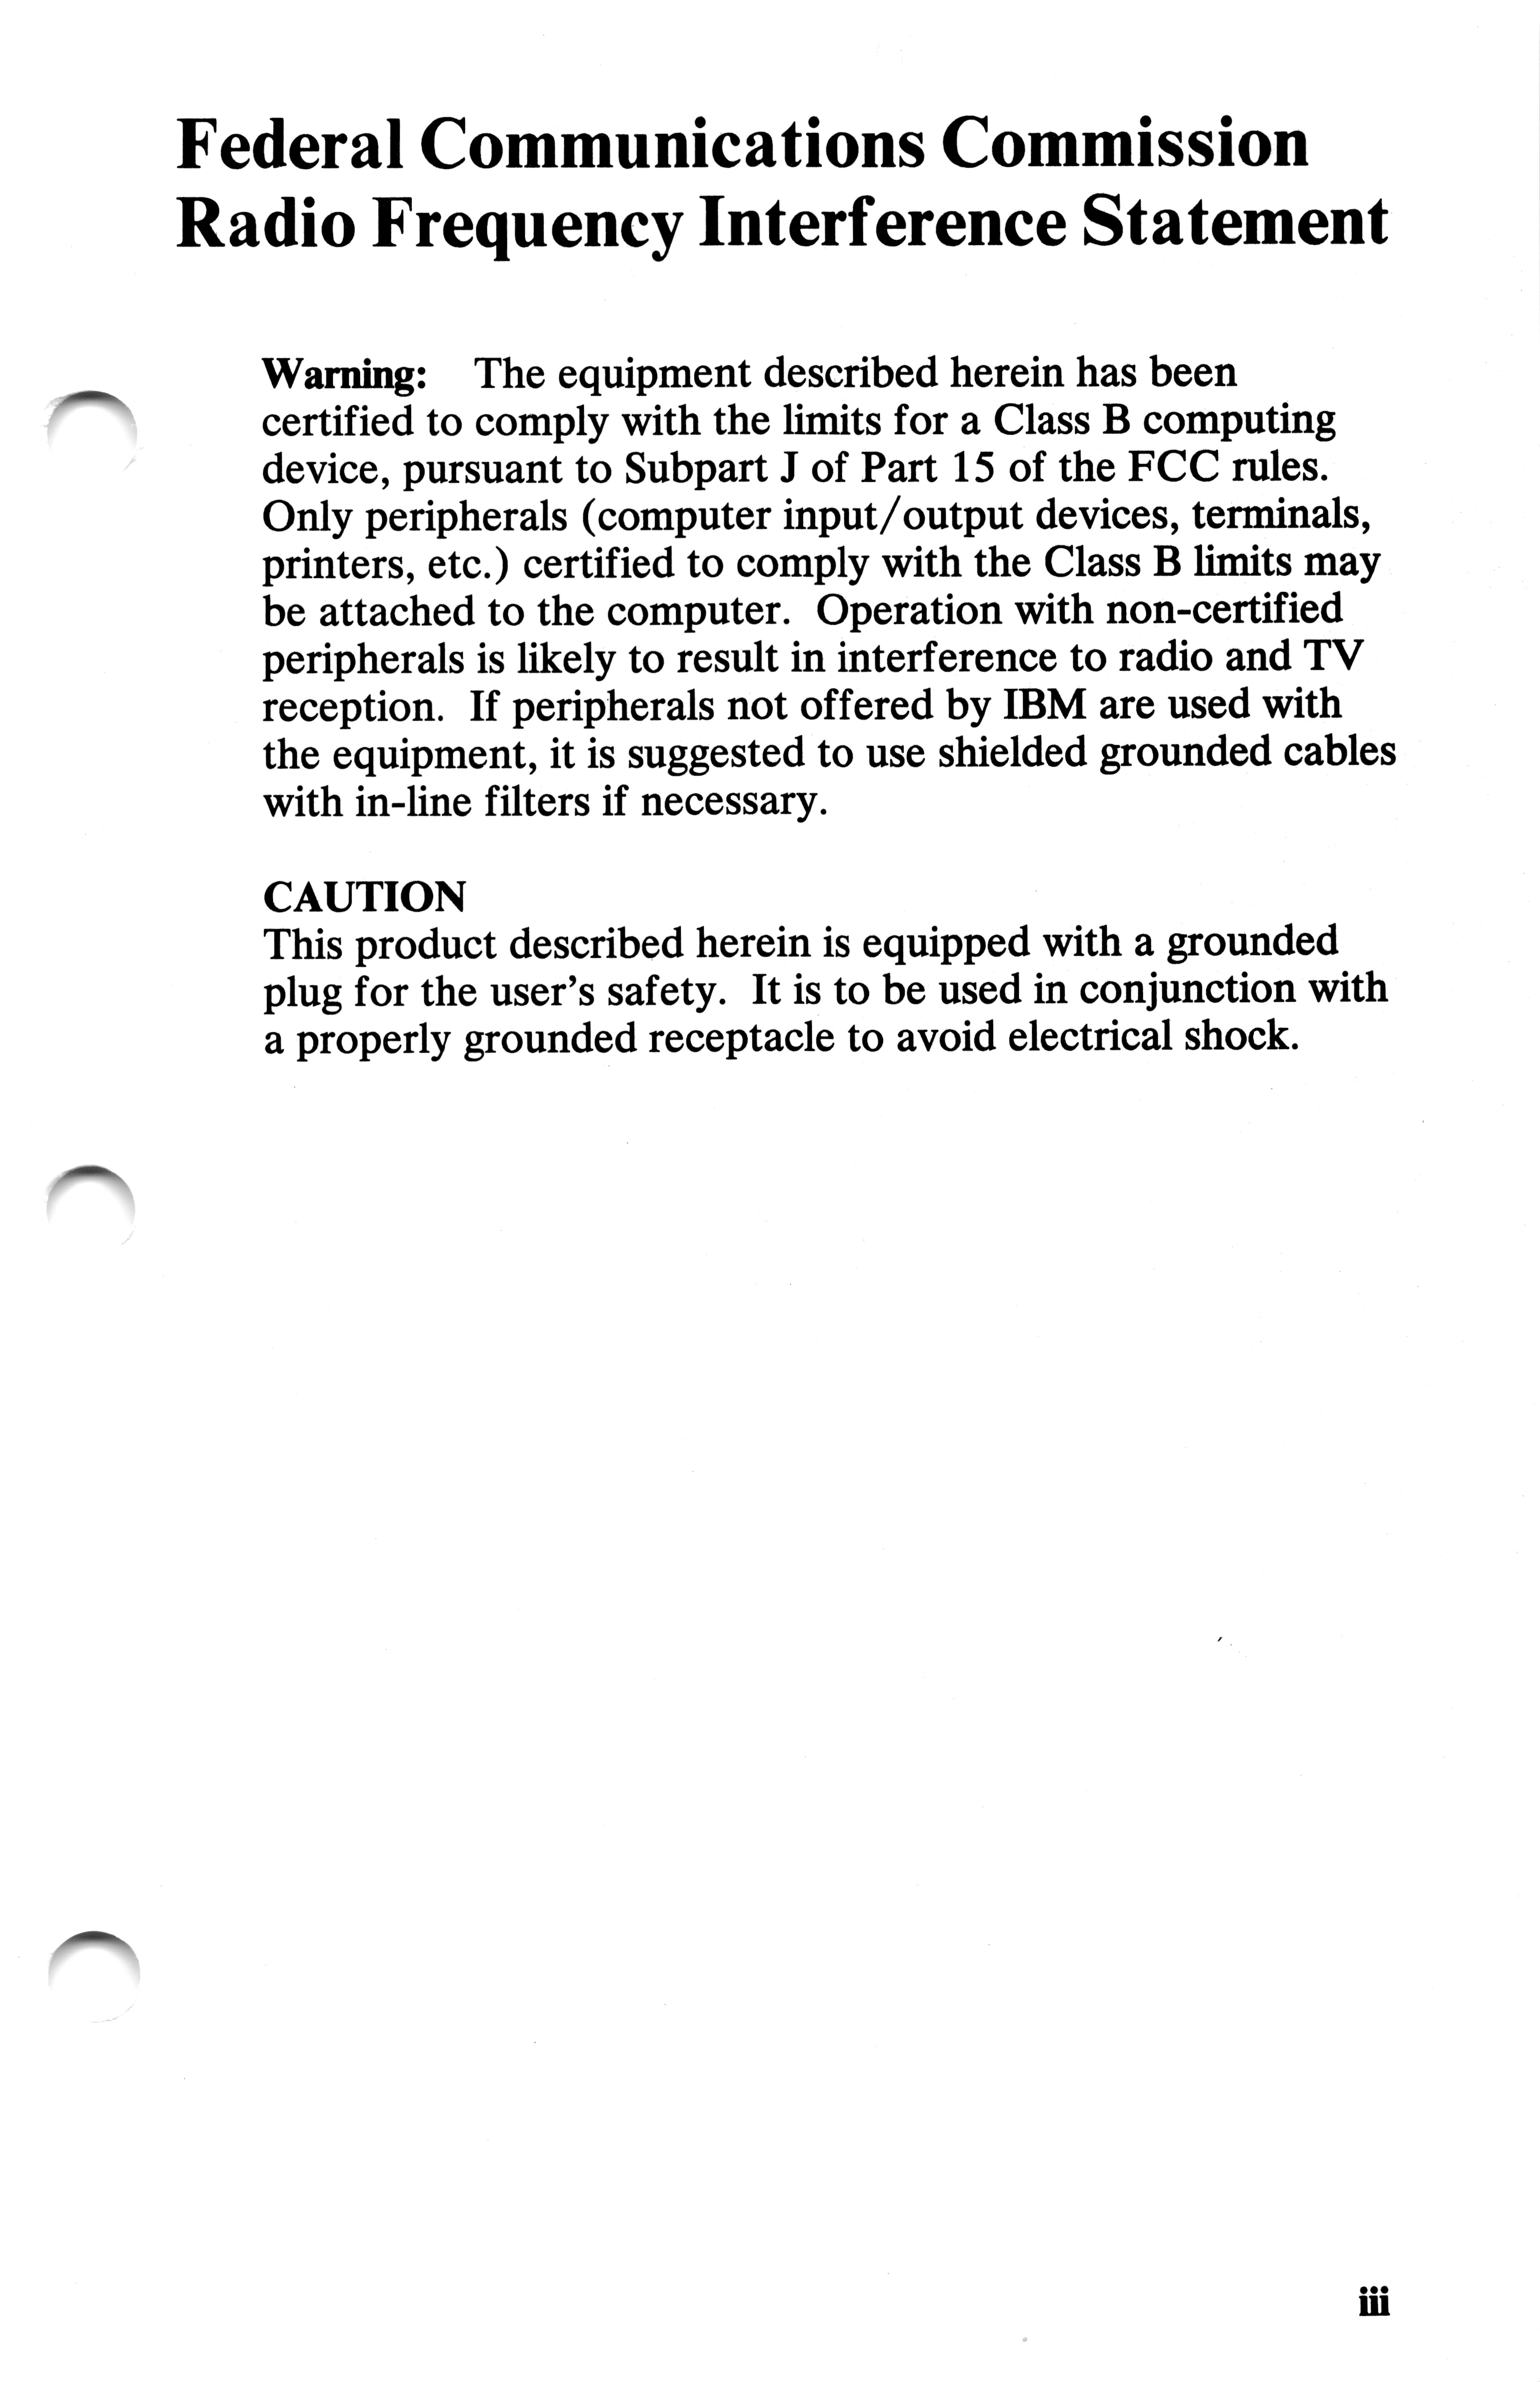 Federal Communications Commission
Radio Frequency Interference Statement
Warning: The equipment described herein has been
certified to comply with the limits for a Class B computing
device, pursuant to Subpart J of Part 15 of the FCC rules.
Only peripherals (computer input/output devices, terminals,
printers, etc.) certified to comply with the Class B limits may
be attached to the computer. Operation with non-certified
peripherals is likely to result in interference to radio and TV
reception. If peripherals not offered by IBM are used with
the equipment, it is suggested to use shielded grounded cables
with in-line filters if necessary.
CAUTION
This product described herein is equipped with a grounded
plug for the user's safety. It is to be used in conjunction with
a properly grounded receptacle to avoid electrical shock.
iii